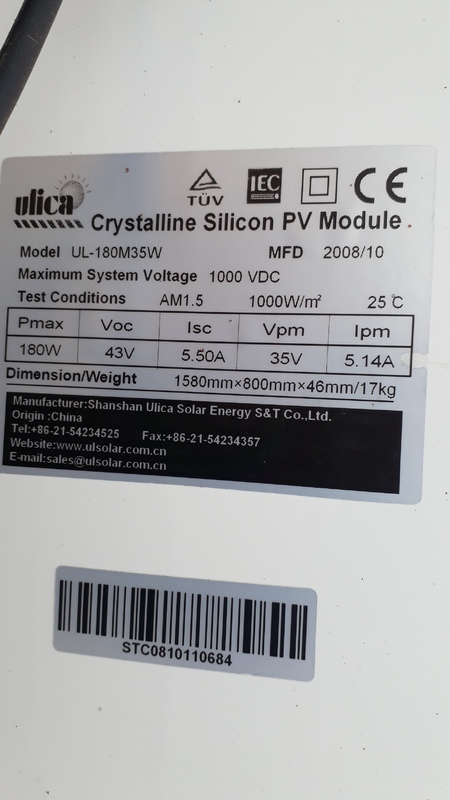 ulica
TÜV
IEC
CE
Crystalline Silicon PV Module
Model UL-180M35W MFD 2008/10
Maximum System Voltage 1000 VDC
Test Conditions AM1.5 1000W/m² 25℃
Pmax Voc Isc Vpm Ipm
180W 43V 5.50A 35V 5.14A
Dimension/Weight 1580mm×800mm×46mm/17kg
Manufacturer:Shanshan Ulica Solar Energy S&T Co.,Ltd.
Origin :China
Tel:+86-21-54234525 Fax:+86-21-54234357
Website:www.ulsolar.com.cn
E-mail:sales@ulsolar.com.cn
STC0810110684